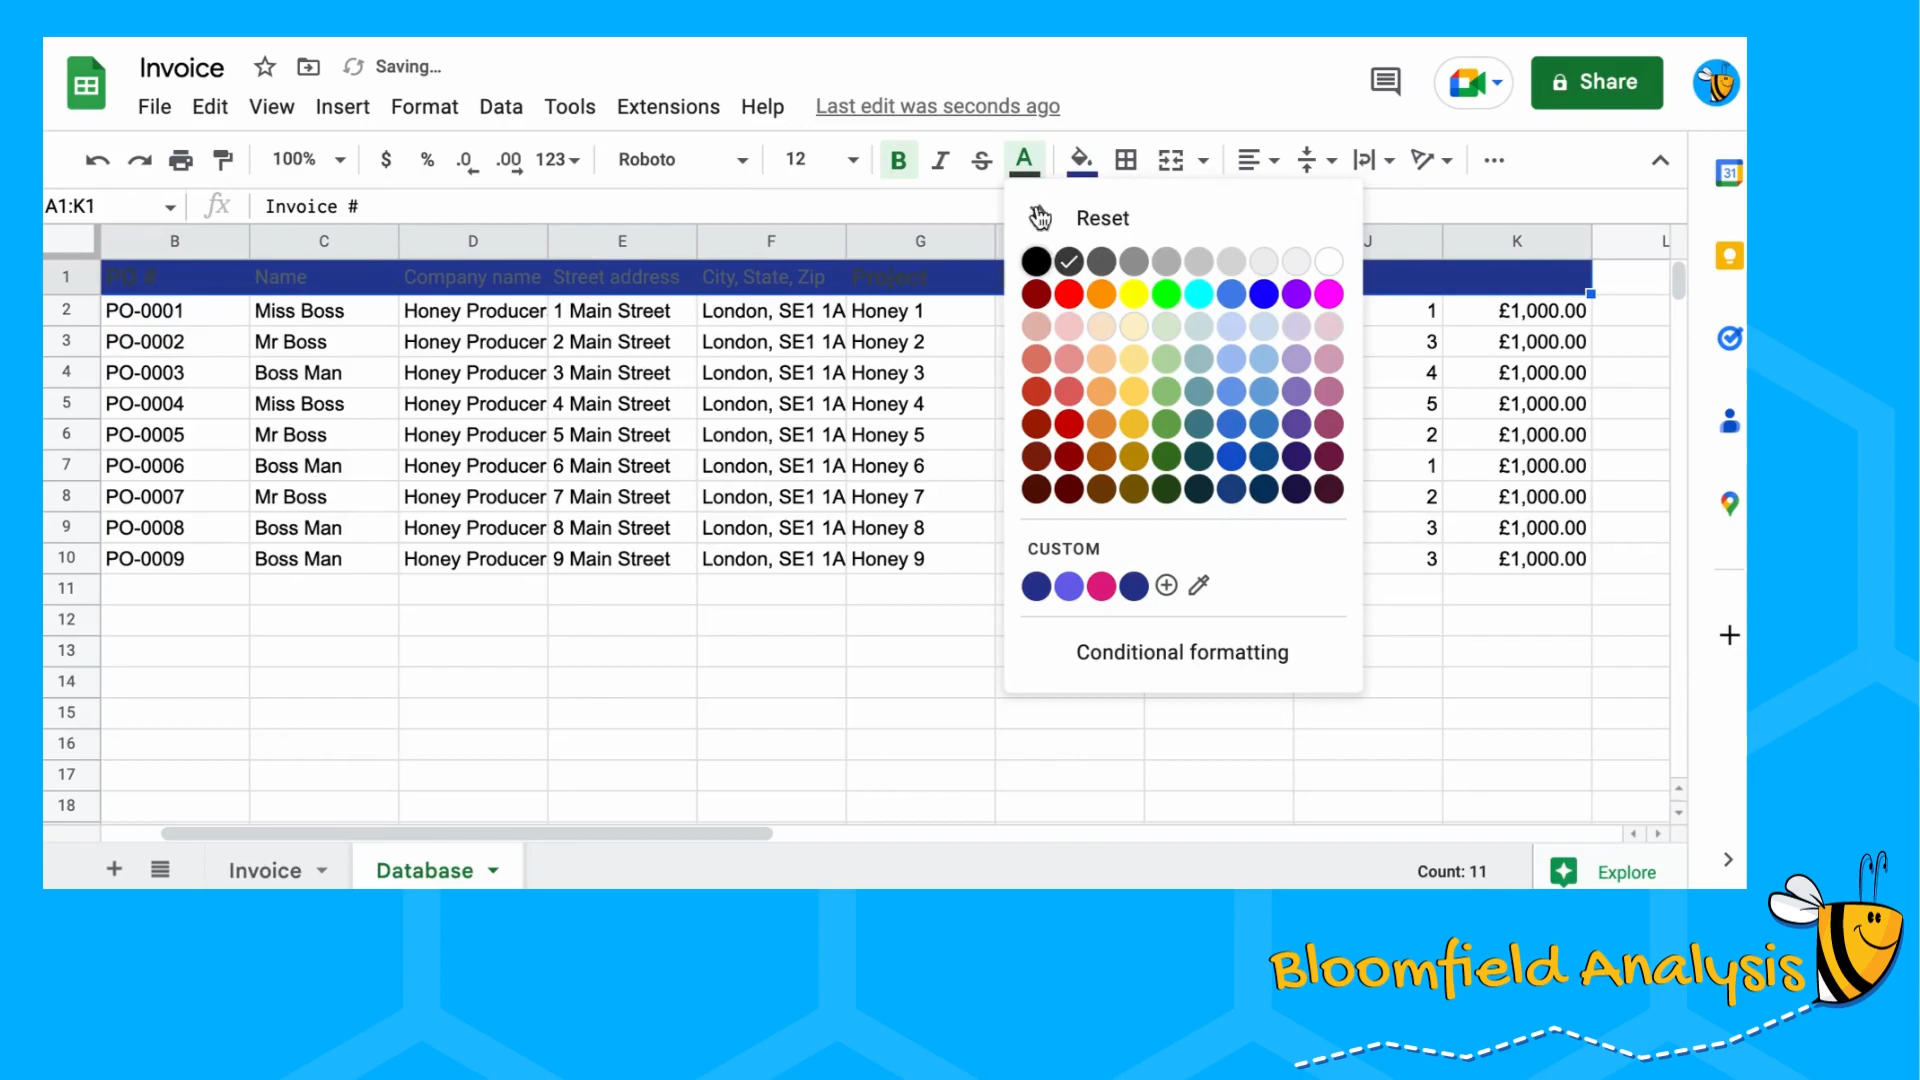 Invoice Saving...
File Edit View Insert Format Data Tools Extensions Help Last edit was seconds ago
Share
100% $ % .0 .00 123 Roboto 12 B I S A
31
A1:K1 fx Invoice #
Reset
B C D E F G J K L
1 PO # Name Company name Street address City, State, Zip Project
2 PO-0001 Miss Boss Honey Producer 1 Main Street London, SE1 1A Honey 1 1 £1,000.00
3 PO-0002 Mr Boss Honey Producer 2 Main Street London, SE1 1A Honey 2 3 £1,000.00
4 PO-0003 Boss Man Honey Producer 3 Main Street London, SE1 1A Honey 3 4 £1,000.00
5 PO-0004 Miss Boss Honey Producer 4 Main Street London, SE1 1A Honey 4 5 £1,000.00
6 PO-0005 Mr Boss Honey Producer 5 Main Street London, SE1 1A Honey 5 2 £1,000.00
7 PO-0006 Boss Man Honey Producer 6 Main Street London, SE1 1A Honey 6 1 £1,000.00
8 PO-0007 Mr Boss Honey Producer 7 Main Street London, SE1 1A Honey 7 2 £1,000.00
9 PO-0008 Boss Man Honey Producer 8 Main Street London, SE1 1A Honey 8 3 £1,000.00
10 PO-0009 Boss Man Honey Producer 9 Main Street London, SE1 1A Honey 9 3 £1,000.00
CUSTOM
Conditional formatting
11
12
13
14
15
16
17
18
Invoice Database Count: 11 Explore
Bloomfield Analysis